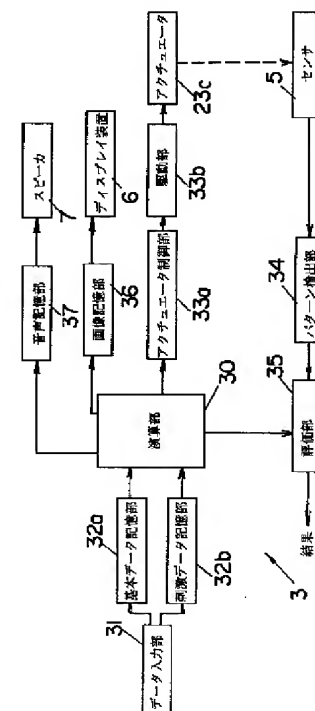 データ入力部
31
基本データ記憶部
32a
刺激データ記憶部
32b
演算部
30
音声記憶部
37
スピーカ
7
画像記憶部
36
ディスプレイ装置
6
アクチュエータ制御部
33a
駆動部
33b
アクチュエータ
23c
センサ
5
パターン検出部
34
評価部
35
結果
3